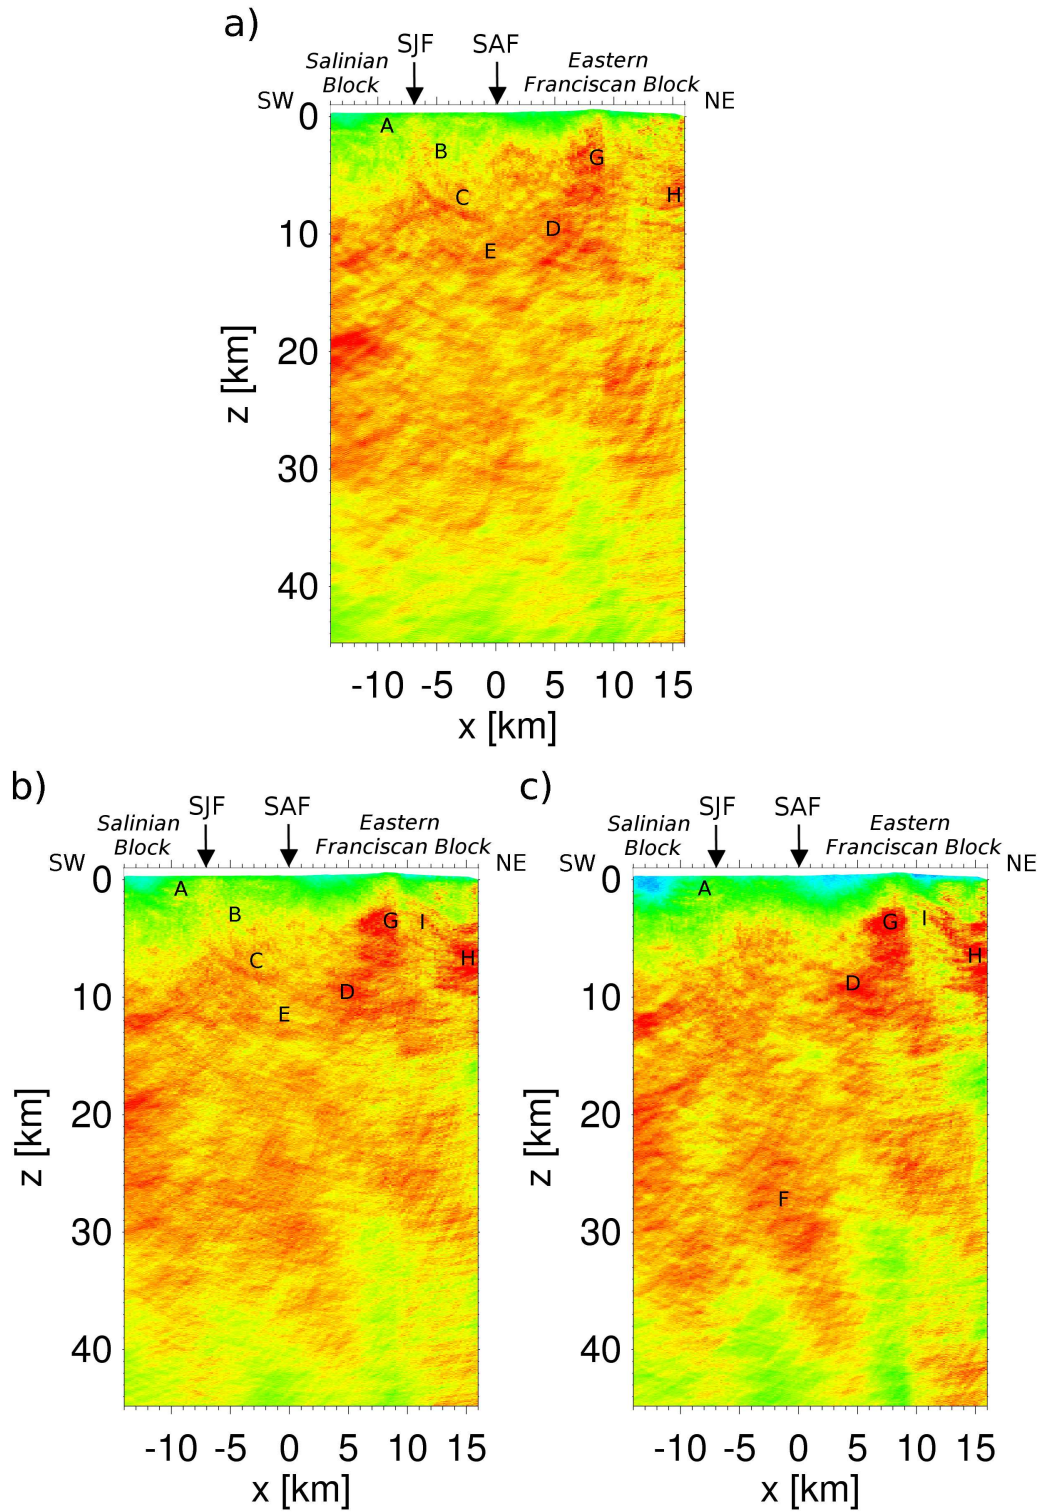 a)
SJF SAF
Salinian Eastern
Block Franciscan Block
SW NE
0
A
B
G
C H
D
10
E
20
30
40
z [km]
-10 -5 0 5 10 15
x [km]
b)
SJF SAF
Salinian Eastern
Block Franciscan Block
SW NE
0
A
B
G I
C H
D
10
E
20
30
40
z [km]
-10 -5 0 5 10 15
x [km]
c)
SJF SAF
Salinian Eastern
Block Franciscan Block
SW NE
0
A
G I
H
D
10
20
F
30
40
z [km]
-10 -5 0 5 10 15
x [km]